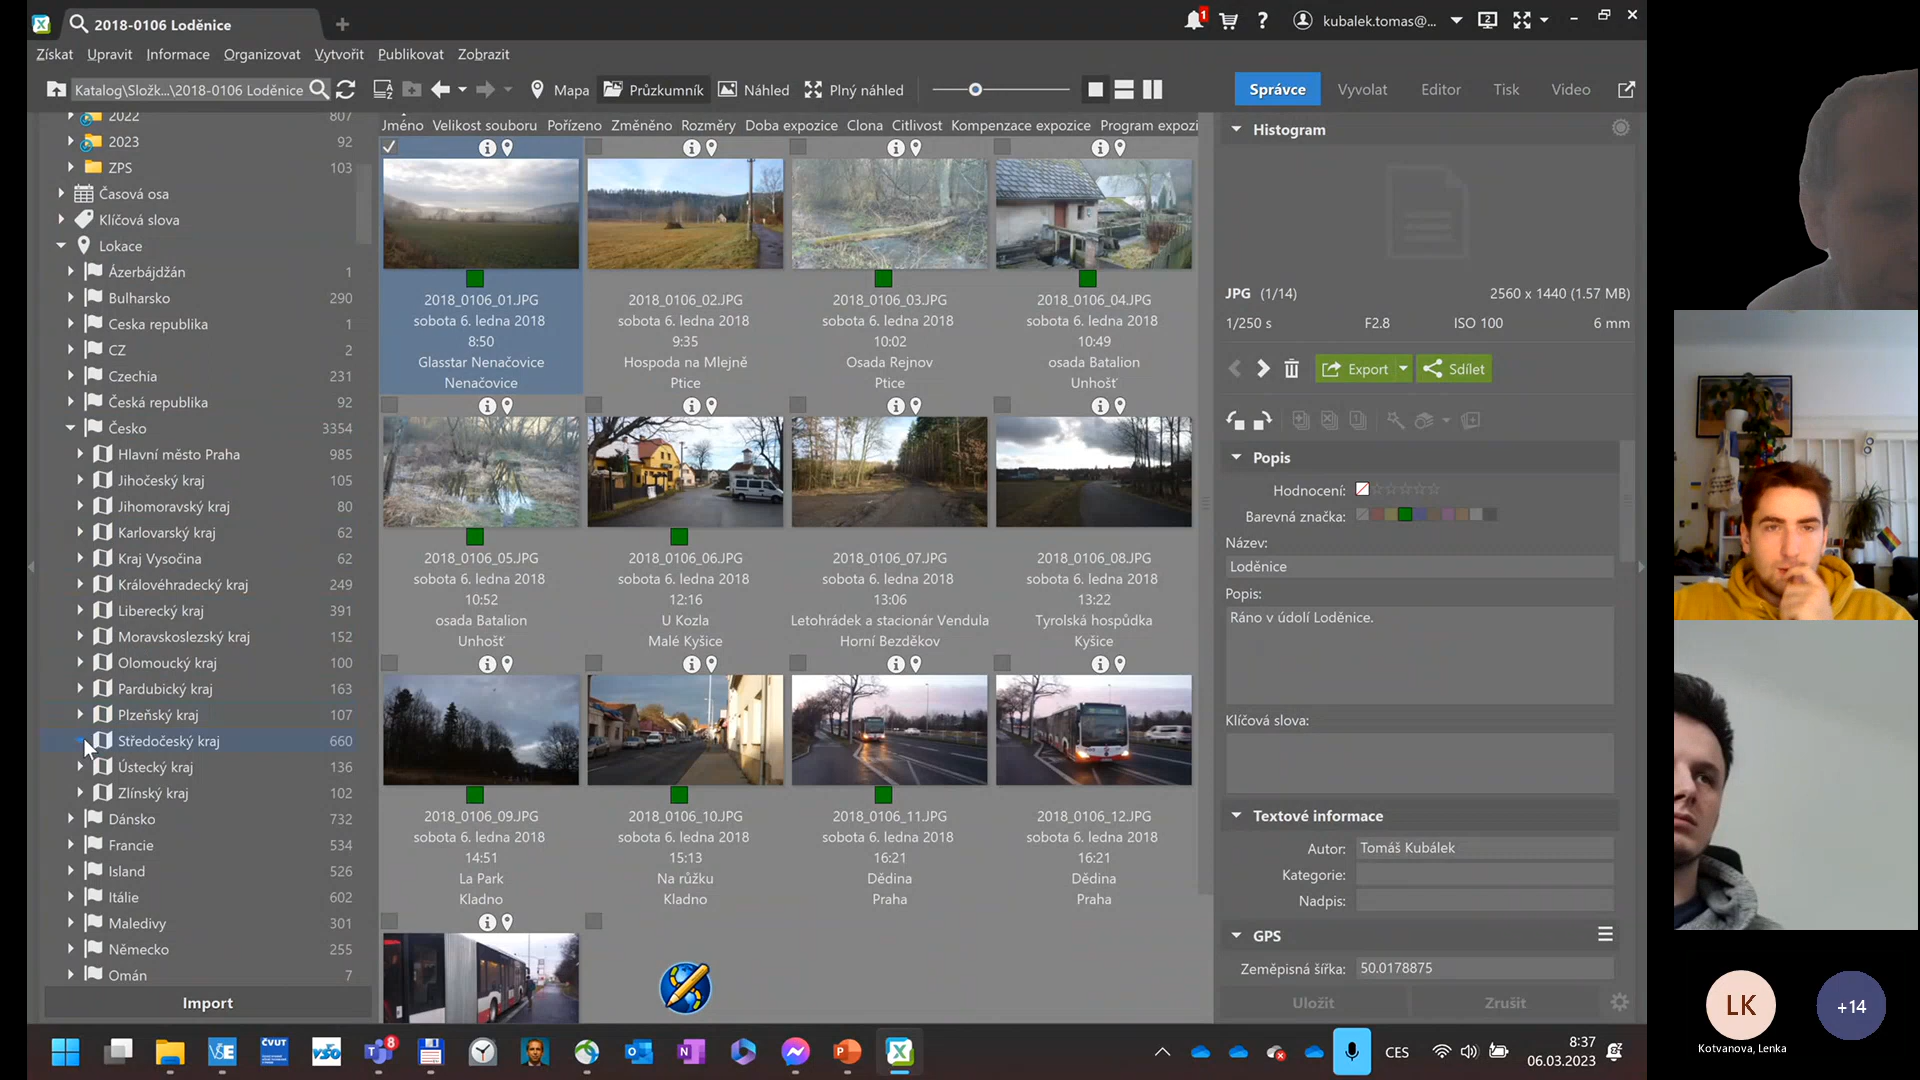 2018-0106 Loděnice
1
kubalek.tomas@...
Získat Upravit Informace Organizovat Vytvořit Publikovat Zobrazit
Katalog\Složk...\2018-0106 Loděnice
Mapa Průzkumník Náhled Plný náhled
Správce Vyvolat Editor Tisk Video
2022 807
2023 92
ZPS 103
Časová osa
Klíčová slova
Lokace
Ázerbájdžán 1
Bulharsko 290
Ceska republika 1
CZ 2
Czechia 231
Česká republika 92
Česko 3354
Hlavní město Praha 985
Jihočeský kraj 105
Jihomoravský kraj 80
Karlovarský kraj 62
Kraj Vysočina 62
Královéhradecký kraj 249
Liberecký kraj 391
Moravskoslezský kraj 152
Olomoucký kraj 100
Pardubický kraj 163
Plzeňský kraj 107
Středočeský kraj 660
Ústecký kraj 136
Zlínský kraj 102
Dánsko 732
Francie 534
Island 526
Itálie 602
Maledivy 301
Německo 255
Omán 7
Import
Jméno Velikost souboru Pořízeno Změněno Rozměry Doba expozice Clona Citlivost Kompenzace expozice Program expozi
2018_0106_01.JPG
sobota 6. ledna 2018
8:50
Glasstar Nenačovice
Nenačovice
2018_0106_02.JPG
sobota 6. ledna 2018
9:35
Hospoda na Mlejně
Ptice
2018_0106_03.JPG
sobota 6. ledna 2018
10:02
Osada Rejnov
Ptice
2018_0106_04.JPG
sobota 6. ledna 2018
10:49
osada Batalion
Unhošť
2018_0106_05.JPG
sobota 6. ledna 2018
10:52
osada Batalion
Unhošť
2018_0106_06.JPG
sobota 6. ledna 2018
12:16
U Kozla
Malé Kyšice
2018_0106_07.JPG
sobota 6. ledna 2018
13:06
Letohrádek a stacionár Vendula
Horní Bezděkov
2018_0106_08.JPG
sobota 6. ledna 2018
13:22
Tyrolská hospůdka
Kyšice
2018_0106_09.JPG
sobota 6. ledna 2018
14:51
La Park
Kladno
2018_0106_10.JPG
sobota 6. ledna 2018
15:13
Na růžku
Kladno
2018_0106_11.JPG
sobota 6. ledna 2018
16:21
Dědina
Praha
2018_0106_12.JPG
sobota 6. ledna 2018
16:21
Dědina
Praha
Histogram
JPG (1/14) 2560 x 1440 (1.57 MB)
1/250 s F2.8 ISO 100 6 mm
Export Sdílet
Popis
Hodnocení:
Barevná značka:
Název:
Loděnice
Popis:
Ráno v údolí Loděnice.
Klíčová slova:
Textové informace
Autor: Tomáš Kubálek
Kategorie:
Nadpis:
GPS
Zeměpisná šířka: 50.0178875
Uložit Zrušit
LK
+14
Kotvanova, Lenka
VŠE
ČVUT
VŠO
8
CES
8:37
06.03.2023